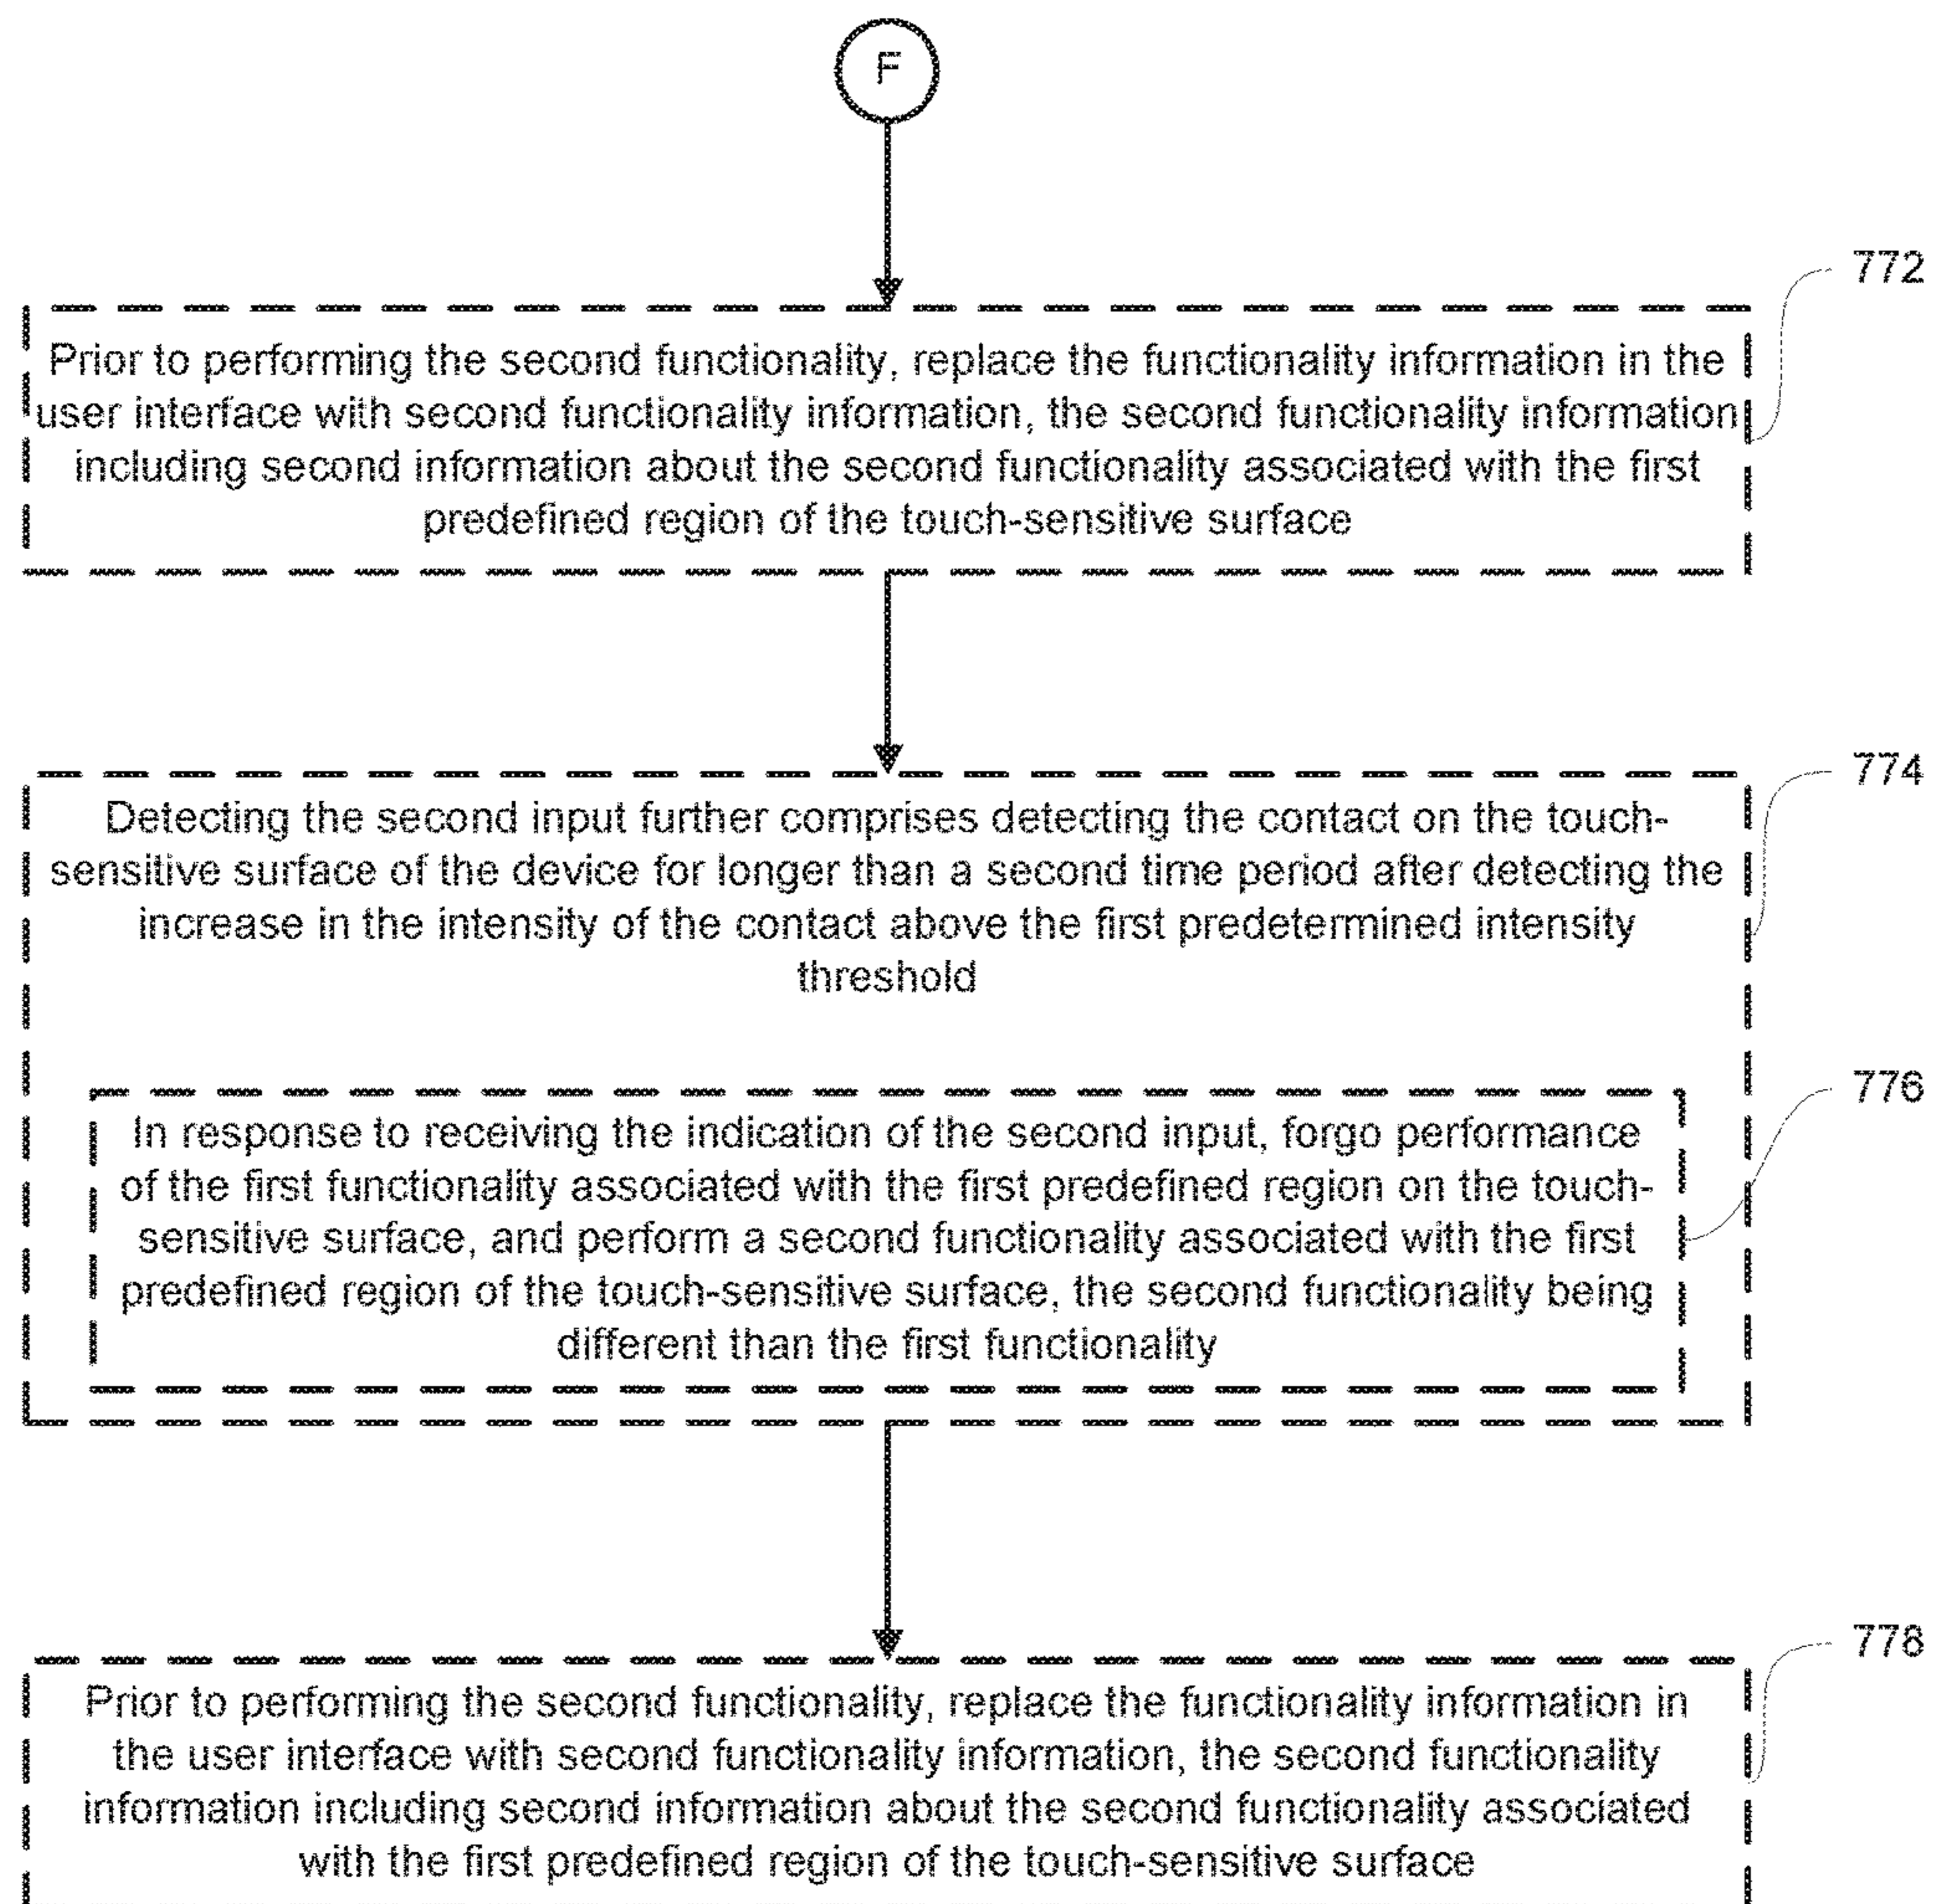 F
772
Prior to performing the second functionality, replace the functionality information in the
user interface with second functionality information, the second functionality information
including second information about the second functionality associated with the first
predefined region of the touch-sensitive surface
774
Detecting the second input further comprises detecting the contact on the touch-
sensitive surface of the device for longer than a second time period after detecting the
increase in the intensity of the contact above the first predetermined intensity
threshold
776
In response to receiving the indication of the second input, forgo performance
of the first functionality associated with the first predefined region on the touch-
sensitive surface, and perform a second functionality associated with the first
predefined region of the touch-sensitive surface, the second functionality being
different than the first functionality
778
Prior to performing the second functionality, replace the functionality information in
the user interface with second functionality information, the second functionality
information including second information about the second functionality associated
with the first predefined region of the touch-sensitive surface